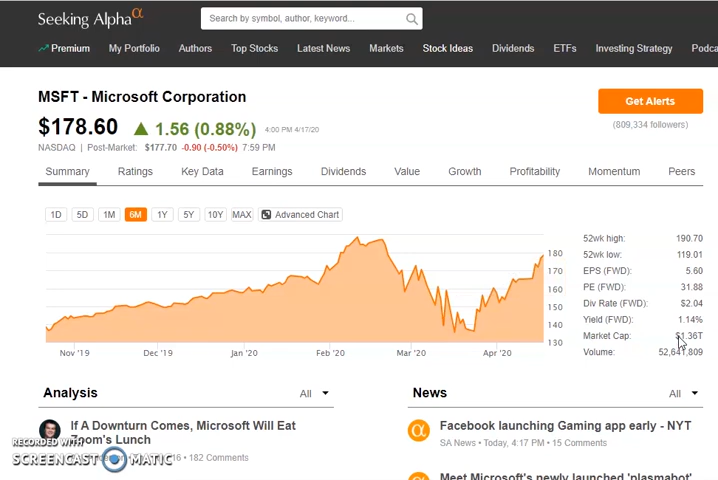 Seeking Alpha α
Search by symbol, author, keyword...
Premium My Portfolio Authors Top Stocks Latest News Markets Stock Ideas Dividends ETFs Investing Strategy Podca
MSFT - Microsoft Corporation
Get Alerts
$178.60 1.56 (0.88%) 4:00 PM 4/17/20
(809,334 followers)
NASDAQ | Post-Market: $177.70 -0.90 (-0.50%) 7:59 PM
Summary Ratings Key Data Earnings Dividends Value Growth Profitability Momentum Peers
1D 5D 1M 6M 1Y 5Y 10Y MAX Advanced Chart
180
170
160
150
140
130
Nov '19 Dec '19 Jan '20 Feb '20 Mar '20 Apr '20
52wk high: 190.70
52wk low: 119.01
EPS (FWD): 5.60
PE (FWD): 31.88
Div Rate (FWD): $2.04
Yield (FWD): 1.14%
Market Cap: $1.36T
Volume: 52,641,809
Analysis All
If A Downturn Comes, Microsoft Will Eat
Zoom's Lunch
182 Comments
RECORDED WITH
SCREENCAST MATIC
News All
α
Facebook launching Gaming app early - NYT
SA News • Today, 4:17 PM • 15 Comments
Meet Microsoft's newly launched 'plasmabot'